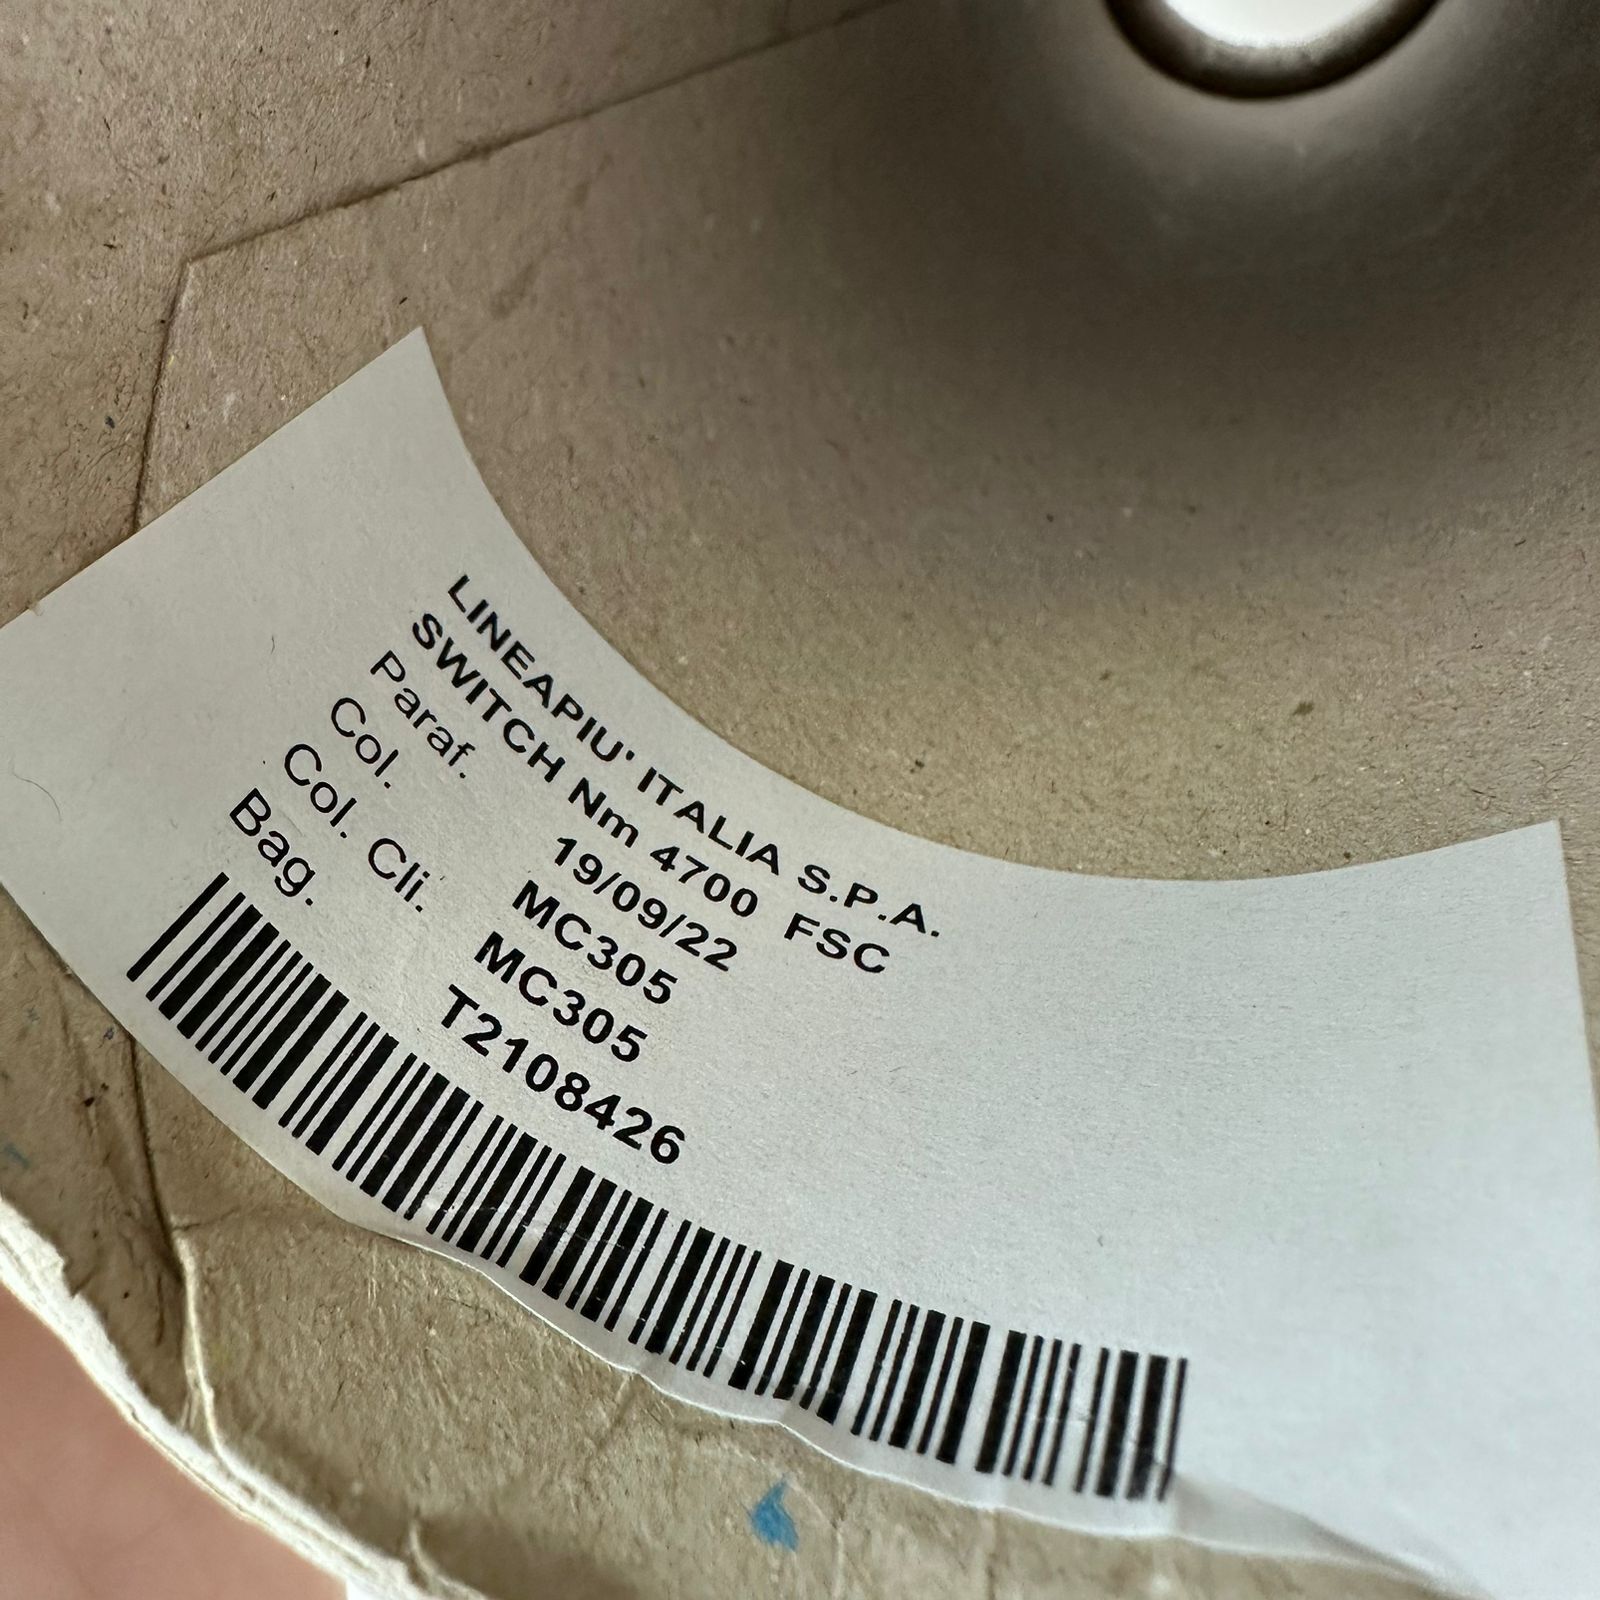 LINEAPIU' ITALIA S.P.A.
SWITCH Nm 4700 FSC
Paraf. 19/09/22
Col. MC305
Col. Cli. MC305
Bag. T2108426